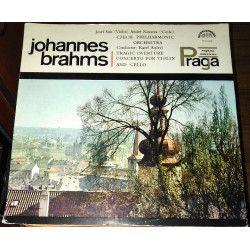 johannes
brahms
Josef Suk (Violin) André Navarra (Cello)
CZECH PHILHARMONIC
ORCHESTRA
Conductor: Karel Ančerl
TRAGIC OVERTURE
CONCERTO FOR VIOLIN
AND 'CELLO
SUPRAPHON
Praga